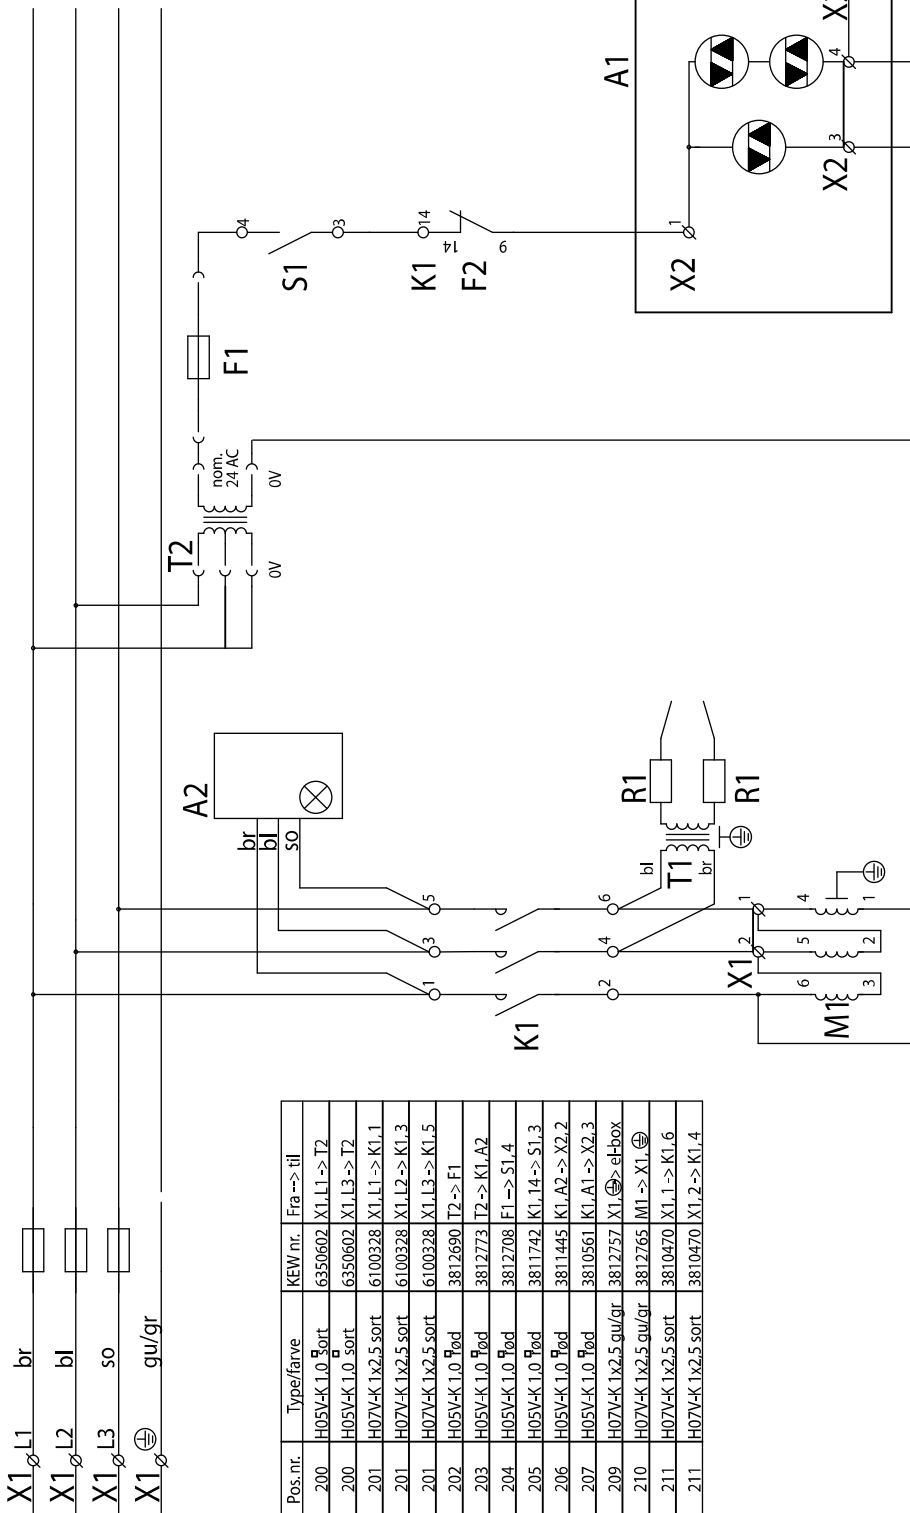 X1 L1 br
X1 L2 bl
X1 L3 so
X1 gu/gr
T2
0V
nom.
24 AC
0V
F1
4
S1
3
14
K1
14
9
F2
A1
1
X2
3
X2
4
A2
br
bl
so
1
3
5
K1
2
4
6
bl
br
T1
R1
R1
X1
2
1
6
5
4
3
2
1
M1
Pos. nr. Type/farve KEW nr. Fra --> til
200 H05V-K 1,0 sort 6350602 X1, L1 -> T2
200 H05V-K 1,0 sort 6350602 X1, L3 -> T2
201 H07V-K 1x2,5 sort 6100328 X1, L1 -> K1, 1
201 H07V-K 1x2,5 sort 6100328 X1, L2 -> K1, 3
201 H07V-K 1x2,5 sort 6100328 X1, L3 -> K1, 5
202 H05V-K 1,0 rød 3812690 T2 -> F1
203 H05V-K 1,0 rød 3812773 T2 -> K1, A2
204 H05V-K 1,0 rød 3812708 F1 —> S1, 4
205 H05V-K 1,0 rød 3811742 K1, 14 -> S1, 3
206 H05V-K 1,0 rød 3811445 K1, A2 -> X2, 2
207 H05V-K 1,0 rød 3810561 K1, A1 -> X2, 3
209 H07V-K 1x2,5 gu/gr 3812757 X1 > el-box
210 H07V-K 1x2,5 gu/gr 3812765 M1 -> X1,
211 H07V-K 1x2,5 sort 3810470 X1, 1 -> K1, 6
211 H07V-K 1x2,5 sort 3810470 X1, 2 -> K1, 4